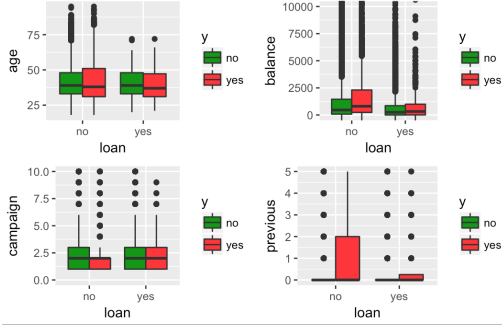 age
75
50
25
no
yes
loan
y
no
yes
balance
10000
7500
5000
2500
0
no
yes
loan
y
no
yes
campaign
10.0
7.5
5.0
2.5
0.0
no
yes
loan
y
no
yes
previous
5
4
3
2
1
0
no
yes
loan
y
no
yes